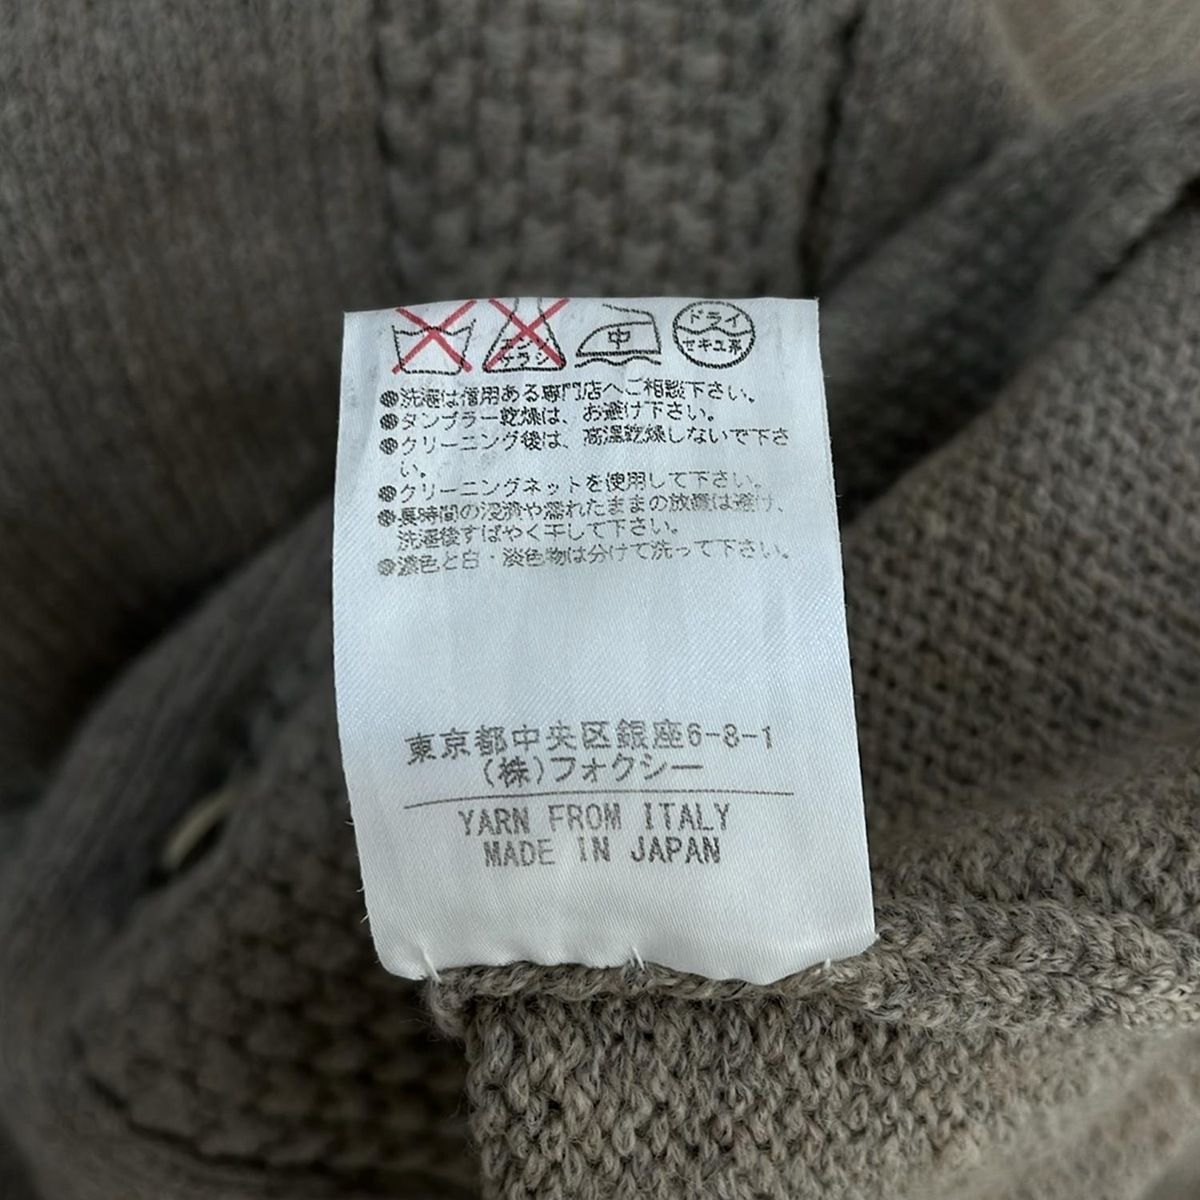 エンソ
サラシ
中
ドライ
セキユ系
●洗濯は信用ある専門店へご相談下さい。
●タンブラー乾燥は、お避け下さい。
●クリーニング後は、高温乾燥しないで下さ
い。
●クリーニングネットを使用して下さい。
●長時間の浸漬や濡れたままの放置は避け、
洗濯後すばやく干して下さい。
●濃色と白・淡色物は分けて洗って下さい。
東京都中央区銀座6-8-1
(株)フォクシー
YARN FROM ITALY
MADE IN JAPAN